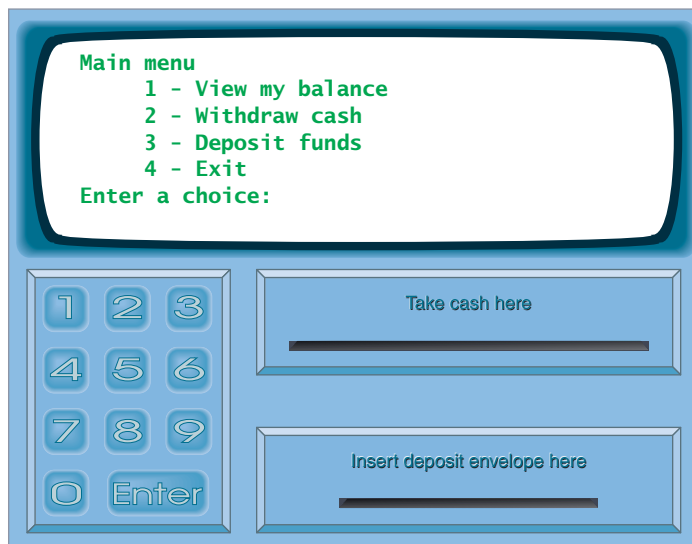 Main menu
1 - View my balance
2 - Withdraw cash
3 - Deposit funds
4 - Exit
Enter a choice:
1 2 3
4 5 6
7 8 9
0 Enter
Take cash here
Insert deposit envelope here